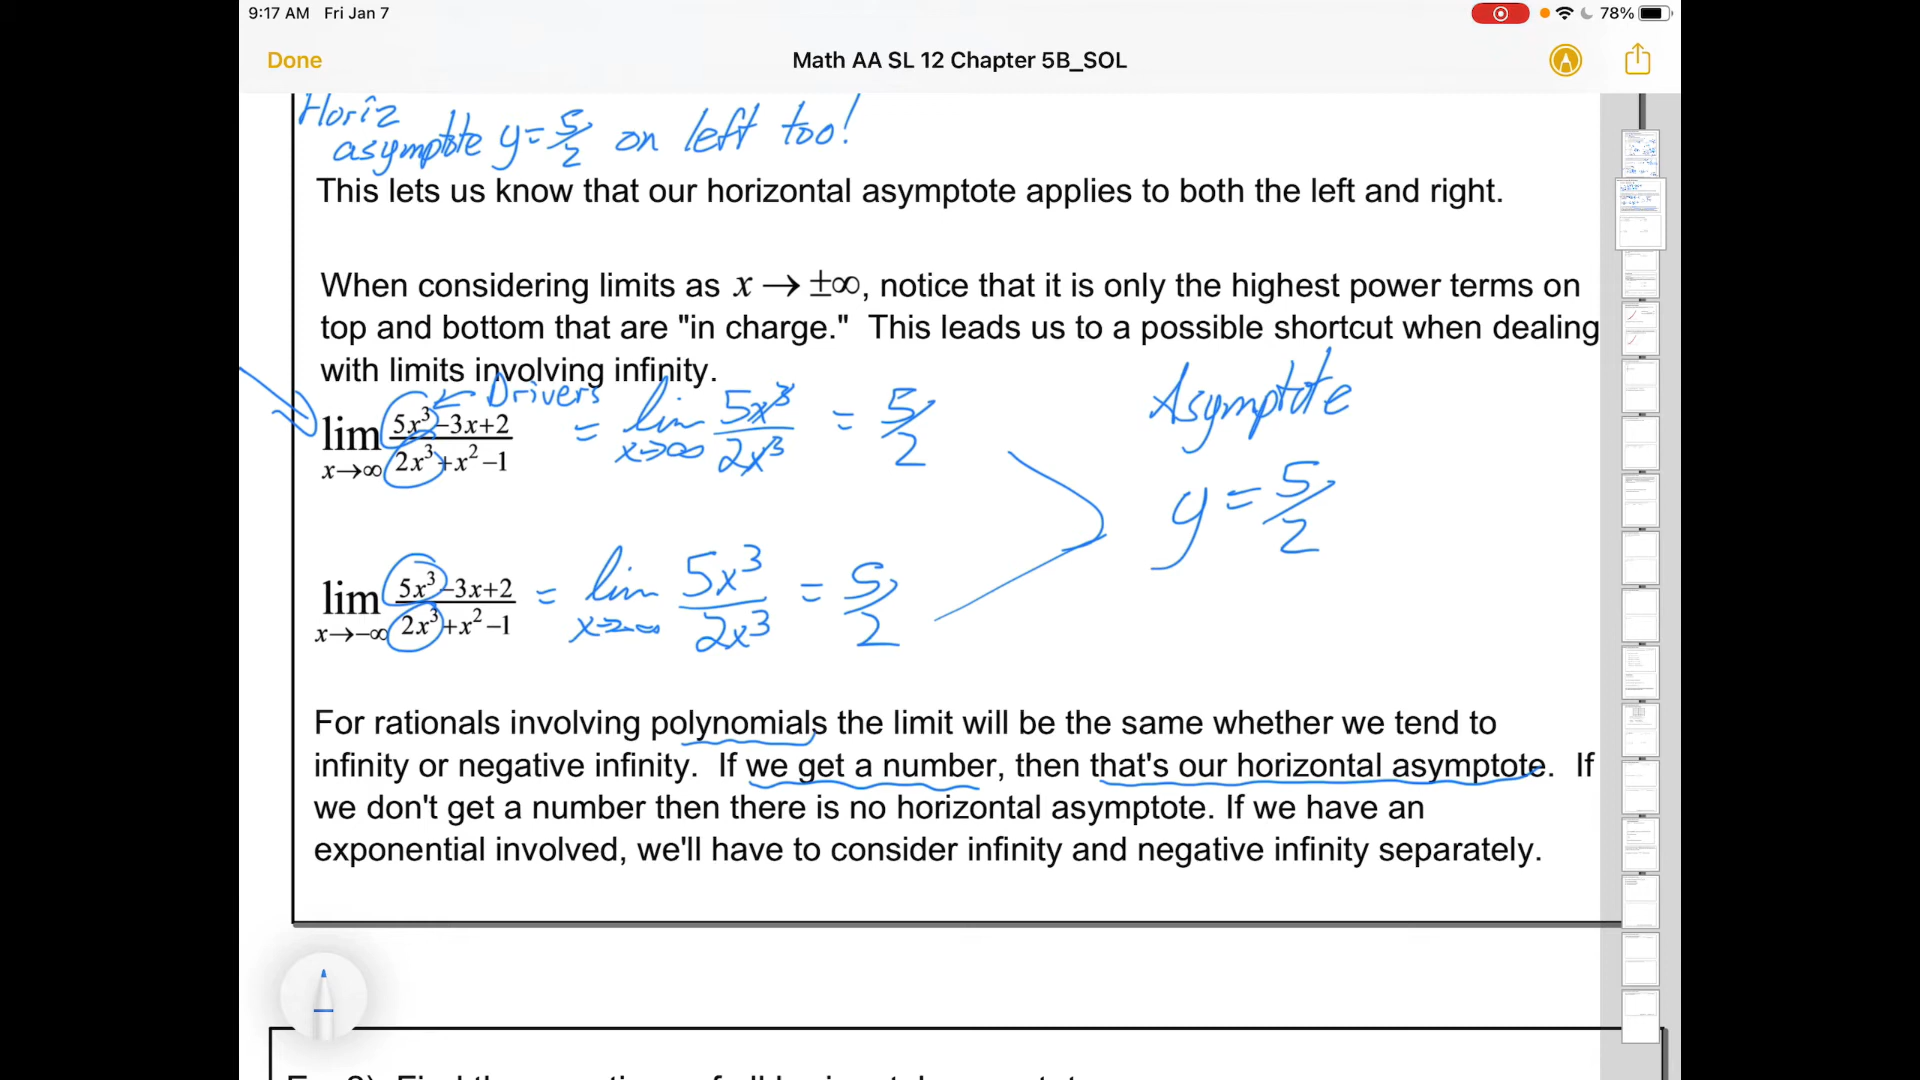 9:17 AM Fri Jan 7
78%
Done
Math AA SL 12 Chapter 5B_SOL
Horiz
asymptote y = 5/2 on left too!
This lets us know that our horizontal asymptote applies to both the left and right.
When considering limits as x → ±∞, notice that it is only the highest power terms on
top and bottom that are "in charge." This leads us to a possible shortcut when dealing
with limits involving infinity.
Drivers
lim x→∞ (5x³−3x+2)/(2x³+x²−1) = lim x→∞ 5x³/2x³ = 5/2
Asymptote
y = 5/2
lim x→−∞ (5x³−3x+2)/(2x³+x²−1) = lim x→−∞ 5x³/2x³ = 5/2
For rationals involving polynomials the limit will be the same whether we tend to
infinity or negative infinity. If we get a number, then that's our horizontal asymptote. If
we don't get a number then there is no horizontal asymptote. If we have an
exponential involved, we'll have to consider infinity and negative infinity separately.